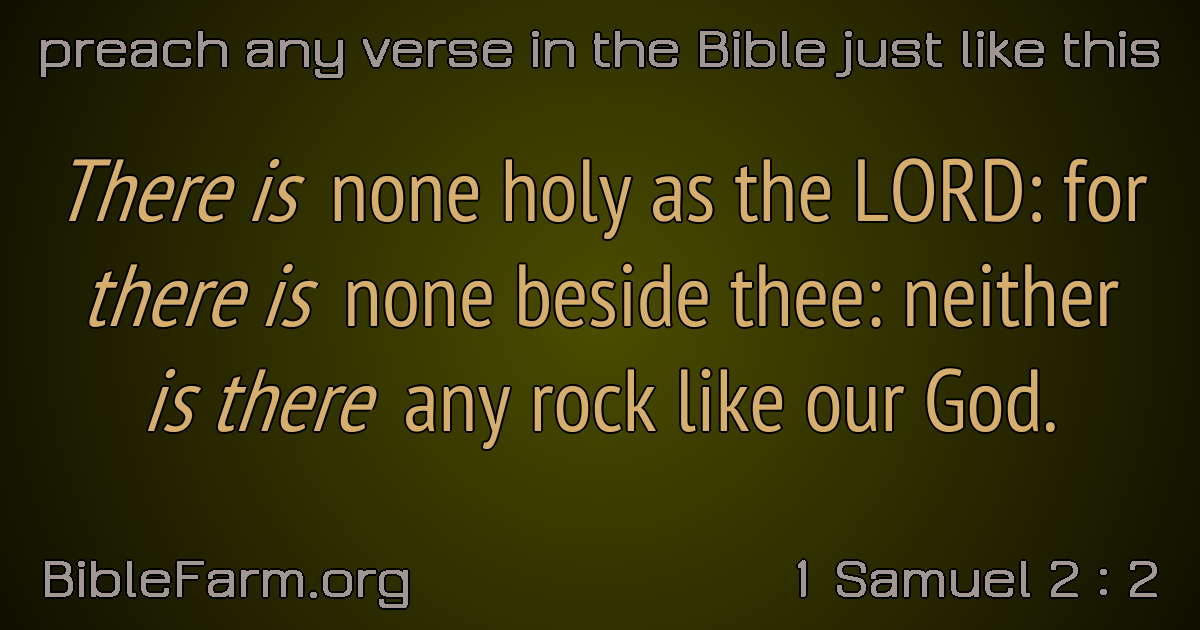 preach any verse in the Bible just like this
There is none holy as the LORD: for
there is none beside thee: neither
is there any rock like our God.
BibleFarm.org
1 Samuel 2 : 2